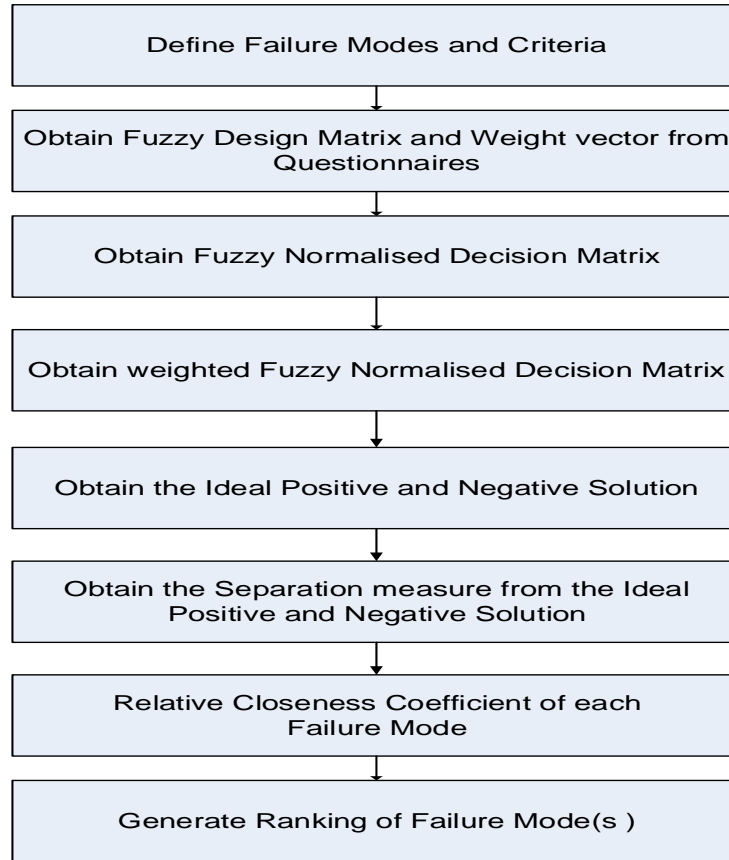 Define Failure Modes and Criteria
Obtain Fuzzy Design Matrix and Weight vector from
Questionnaires
Obtain Fuzzy Normalised Decision Matrix
Obtain weighted Fuzzy Normalised Decision Matrix
Obtain the Ideal Positive and Negative Solution
Obtain the Separation measure from the Ideal
Positive and Negative Solution
Relative Closeness Coefficient of each
Failure Mode
Generate Ranking of Failure Mode(s )